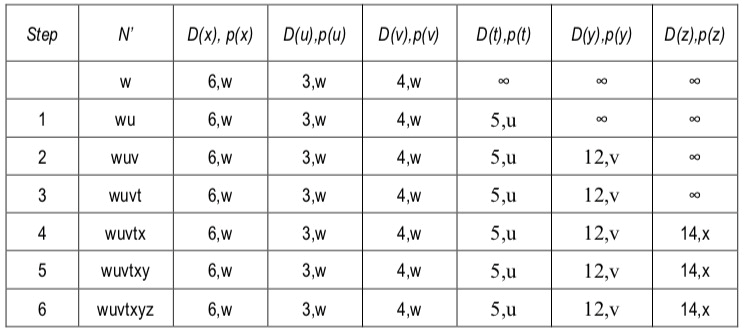 Step N' D(x), p(x) D(u),p(u) D(v),p(v) D(t),p(t) D(y),p(y) D(z),p(z)
w 6,w 3,w 4,w ∞ ∞ ∞
1 wu 6,w 3,w 4,w 5,u ∞ ∞
2 wuv 6,w 3,w 4,w 5,u 12,v ∞
3 wuvt 6,w 3,w 4,w 5,u 12,v ∞
4 wuvtx 6,w 3,w 4,w 5,u 12,v 14,x
5 wuvtxy 6,w 3,w 4,w 5,u 12,v 14,x
6 wuvtxyz 6,w 3,w 4,w 5,u 12,v 14,x